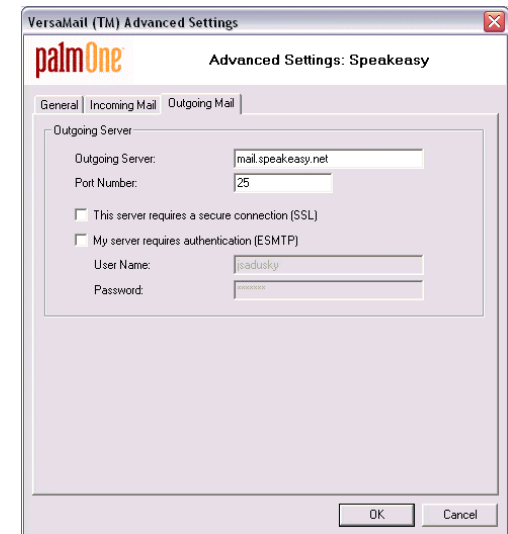 VersaMail (TM) Advanced Settings
palmOne
Advanced Settings: Speakeasy
General Incoming Mail Outgoing Mail
Outgoing Server
Outgoing Server: mail.speakeasy.net
Port Number: 25
This server requires a secure connection (SSL)
My server requires authentication (ESMTP)
User Name: jsadusky
Password: *******
OK Cancel